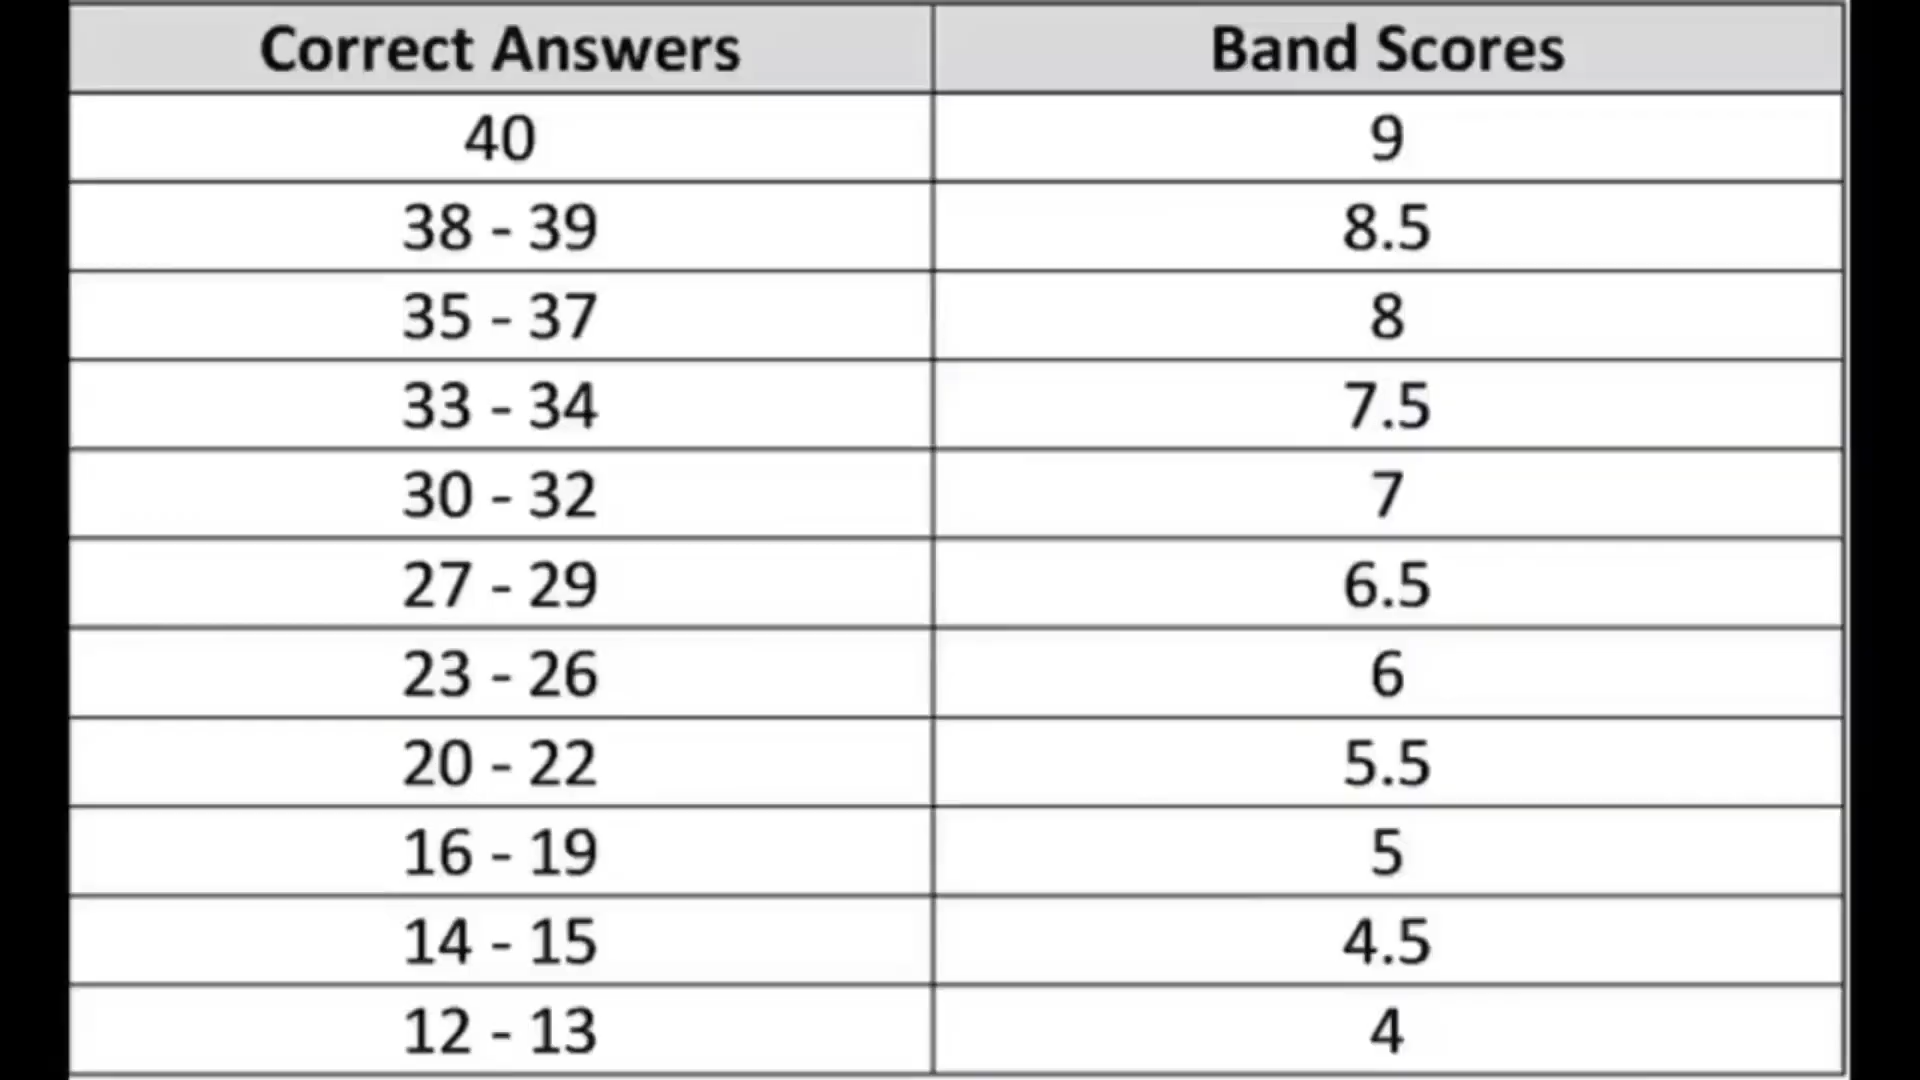 Correct Answers Band Scores
40 9
38 - 39 8.5
35 - 37 8
33 - 34 7.5
30 - 32 7
27 - 29 6.5
23 - 26 6
20 - 22 5.5
16 - 19 5
14 - 15 4.5
12 - 13 4